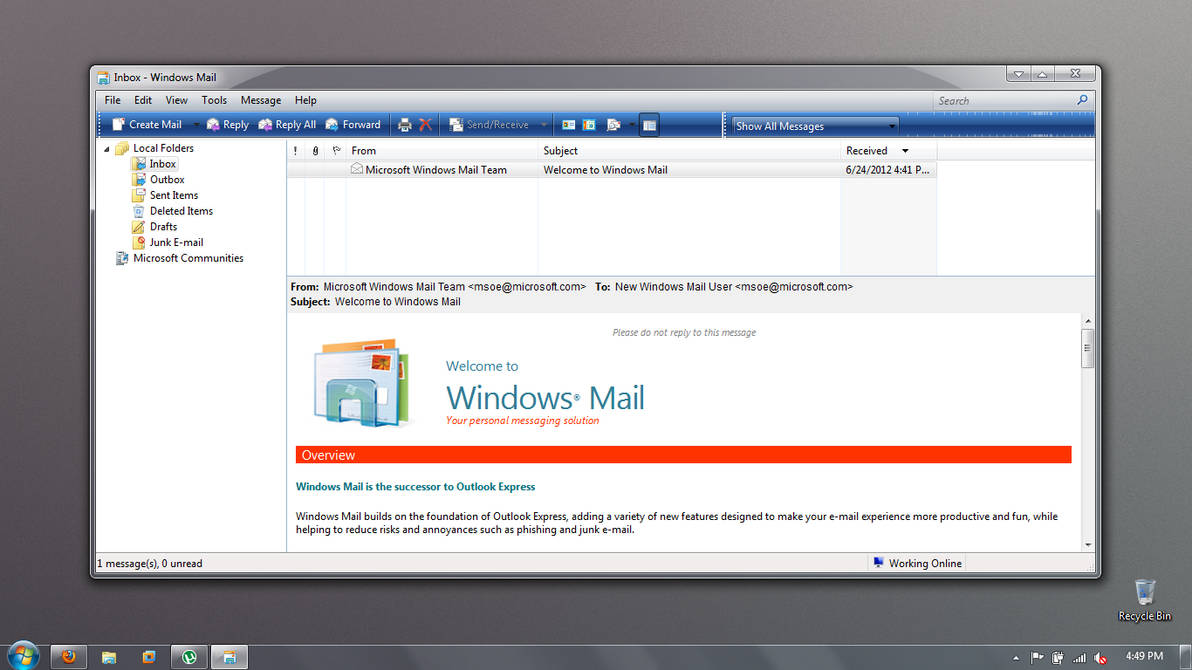 Inbox - Windows Mail
File Edit View Tools Message Help Search
Create Mail Reply Reply All Forward Send/Receive Show All Messages
Local Folders
Inbox
Outbox
Sent Items
Deleted Items
Drafts
Junk E-mail
Microsoft Communities
! From Subject Received
Microsoft Windows Mail Team Welcome to Windows Mail 6/24/2012 4:41 P...
From: Microsoft Windows Mail Team <msoe@microsoft.com> To: New Windows Mail User <msoe@microsoft.com>
Subject: Welcome to Windows Mail
Please do not reply to this message
Welcome to
Windows® Mail
Your personal messaging solution
Overview
Windows Mail is the successor to Outlook Express
Windows Mail builds on the foundation of Outlook Express, adding a variety of new features designed to make your e-mail experience more productive and fun, while
helping to reduce risks and annoyances such as phishing and junk e-mail.
1 message(s), 0 unread Working Online
Recycle Bin
4:49 PM